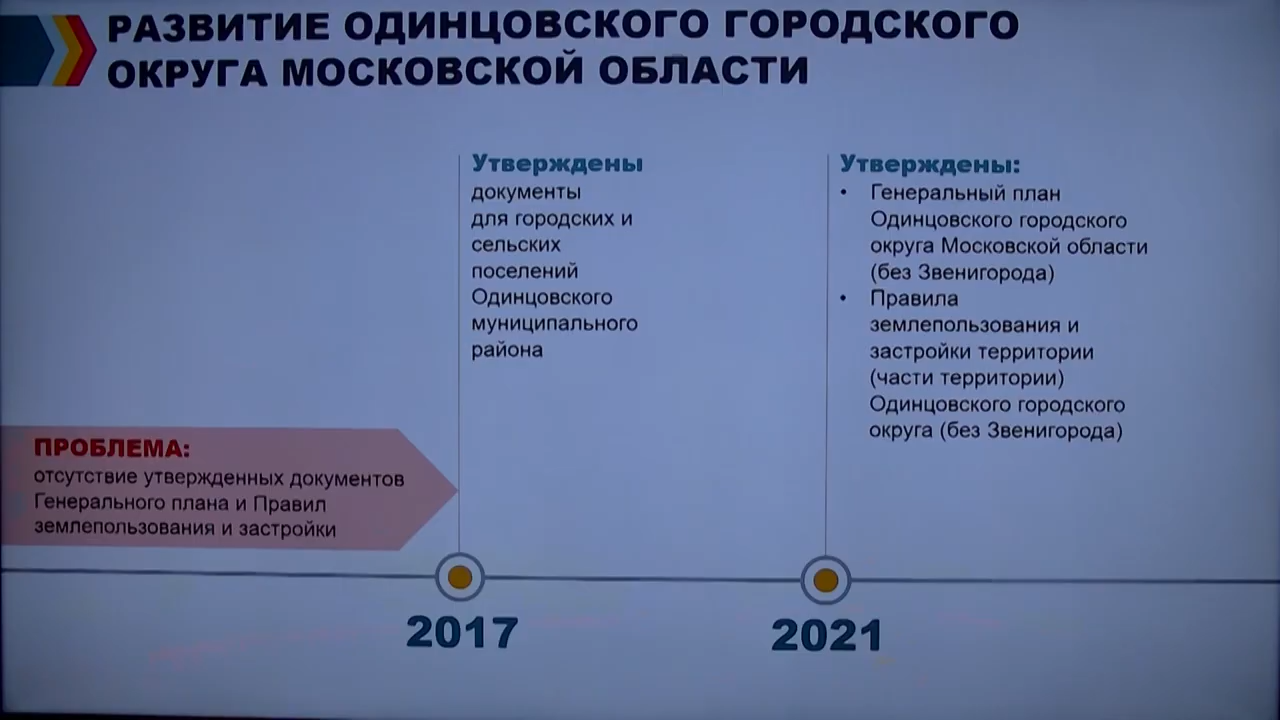 РАЗВИТИЕ ОДИНЦОВСКОГО ГОРОДСКОГО
ОКРУГА МОСКОВСКОЙ ОБЛАСТИ
Утверждены
документы
для городских и
сельских
поселений
Одинцовского
муниципального
района
Утверждены:
• Генеральный план
Одинцовского городского
округа Московской области
(без Звенигорода)
• Правила
землепользования и
застройки территории
(части территории)
Одинцовского городского
округа (без Звенигорода)
ПРОБЛЕМА:
отсутствие утвержденных документов
Генерального плана и Правил
землепользования и застройки
2017
2021